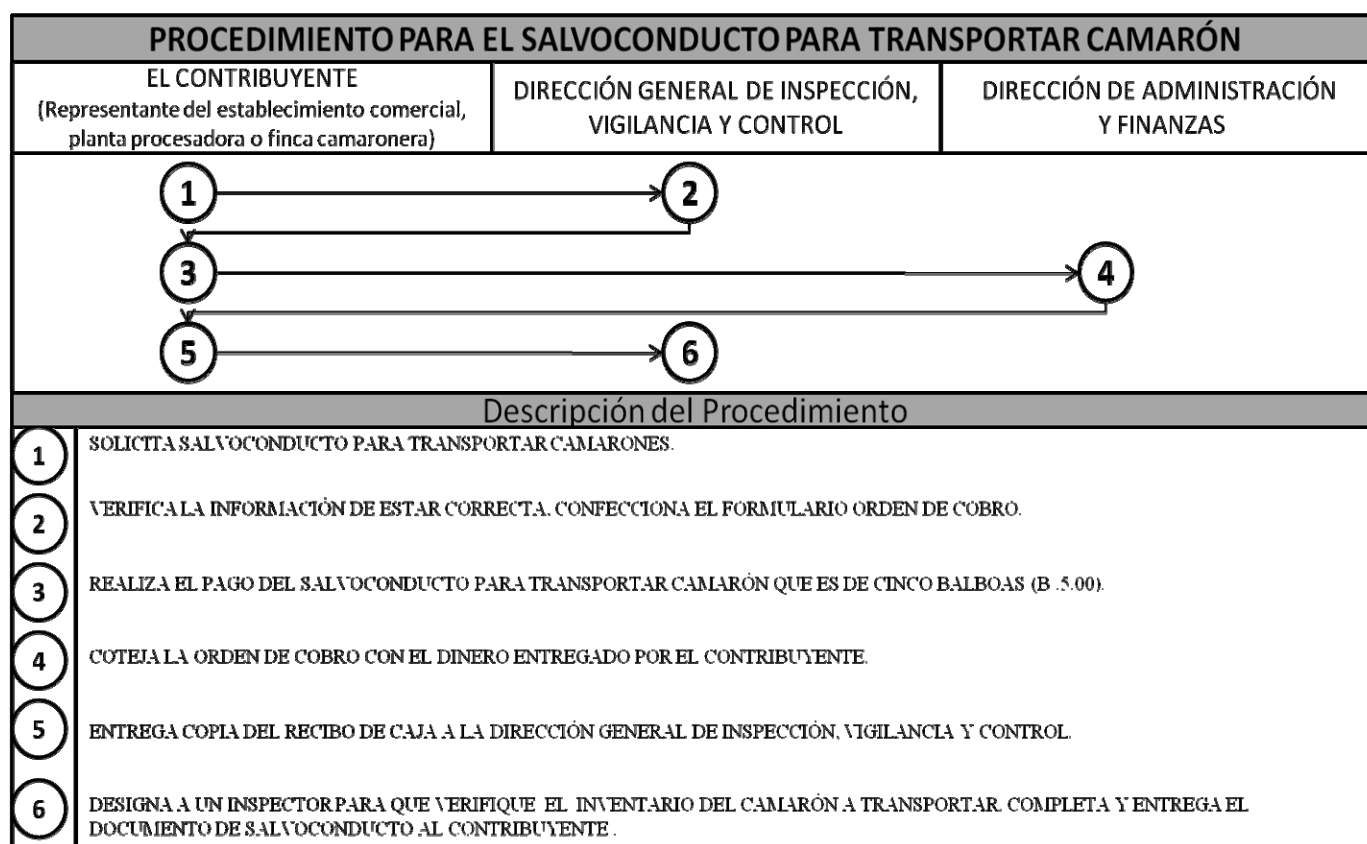 PROCEDIMIENTO PARA EL SALVOCONDUCTO PARA TRANSPORTAR CAMARÓN
EL CONTRIBUYENTE
(Representante del establecimiento comercial,
planta procesadora o finca camaronera)
DIRECCIÓN GENERAL DE INSPECCIÓN,
VIGILANCIA Y CONTROL
DIRECCIÓN DE ADMINISTRACIÓN
Y FINANZAS
1
2
3
4
5
6
Descripción del Procedimiento
1 SOLICITA SALVOCONDUCTO PARA TRANSPORTAR CAMARONES.
2 VERIFICA LA INFORMACIÓN DE ESTAR CORRECTA. CONFECCIONA EL FORMULARIO ORDEN DE COBRO.
3 REALIZA EL PAGO DEL SALVOCONDUCTO PARA TRANSPORTAR CAMARÓN QUE ES DE CINCO BALBOAS (B .5.00).
4 COTEJA LA ORDEN DE COBRO CON EL DINERO ENTREGADO POR EL CONTRIBUYENTE.
5 ENTREGA COPIA DEL RECIBO DE CAJA A LA DIRECCIÓN GENERAL DE INSPECCIÓN, VIGILANCIA Y CONTROL.
6 DESIGNA A UN INSPECTOR PARA QUE VERIFIQUE EL INVENTARIO DEL CAMARÓN A TRANSPORTAR. COMPLETA Y ENTREGA EL
DOCUMENTO DE SALVOCONDUCTO AL CONTRIBUYENTE .